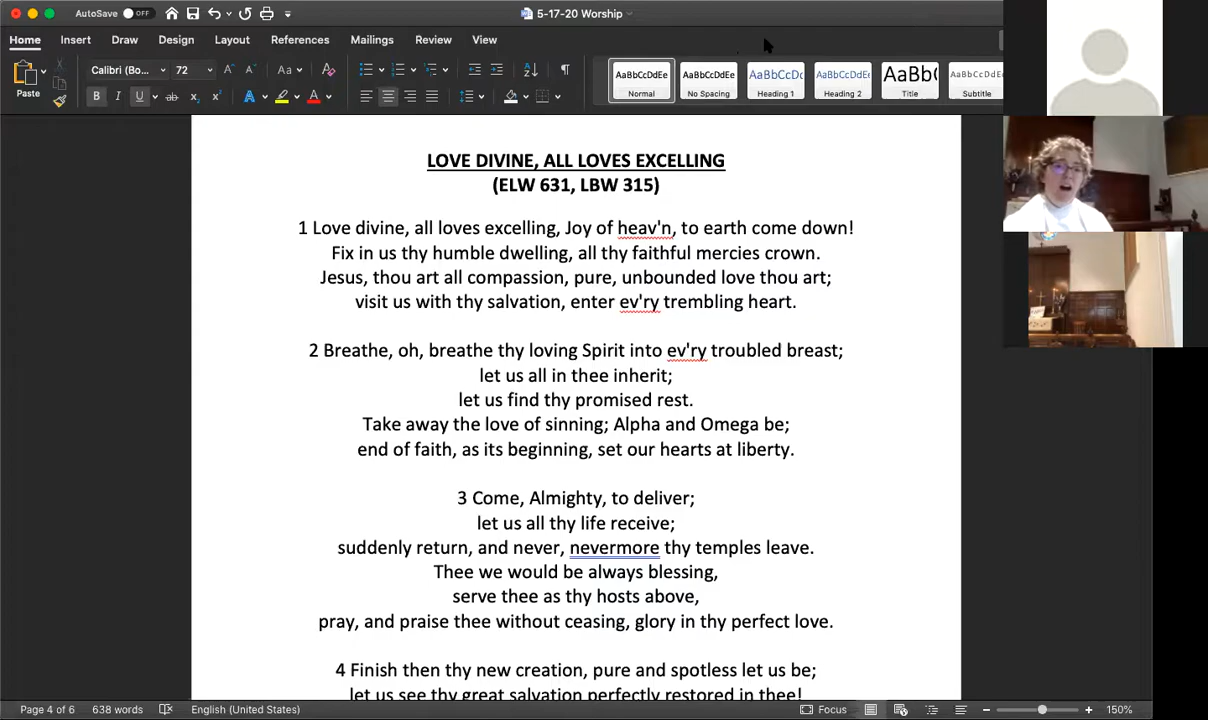 AutoSave OFF
5-17-20 Worship
Home Insert Draw Design Layout References Mailings Review View
Paste
Calibri (Bo... 72
AaBbCcDdEe AaBbCcDdEe AaBbCcDc AaBbCcDdEe AaBb( AaBbCcDdEe
Normal No Spacing Heading 1 Heading 2 Title Subtitle
LOVE DIVINE, ALL LOVES EXCELLING
(ELW 631, LBW 315)
1 Love divine, all loves excelling, Joy of heav'n, to earth come down!
Fix in us thy humble dwelling, all thy faithful mercies crown.
Jesus, thou art all compassion, pure, unbounded love thou art;
visit us with thy salvation, enter ev'ry trembling heart.
2 Breathe, oh, breathe thy loving Spirit into ev'ry troubled breast;
let us all in thee inherit;
let us find thy promised rest.
Take away the love of sinning; Alpha and Omega be;
end of faith, as its beginning, set our hearts at liberty.
3 Come, Almighty, to deliver;
let us all thy life receive;
suddenly return, and never, nevermore thy temples leave.
Thee we would be always blessing,
serve thee as thy hosts above,
pray, and praise thee without ceasing, glory in thy perfect love.
4 Finish then thy new creation, pure and spotless let us be;
let us see thy great salvation perfectly restored in thee!
Page 4 of 6 638 words English (United States) Focus 150%